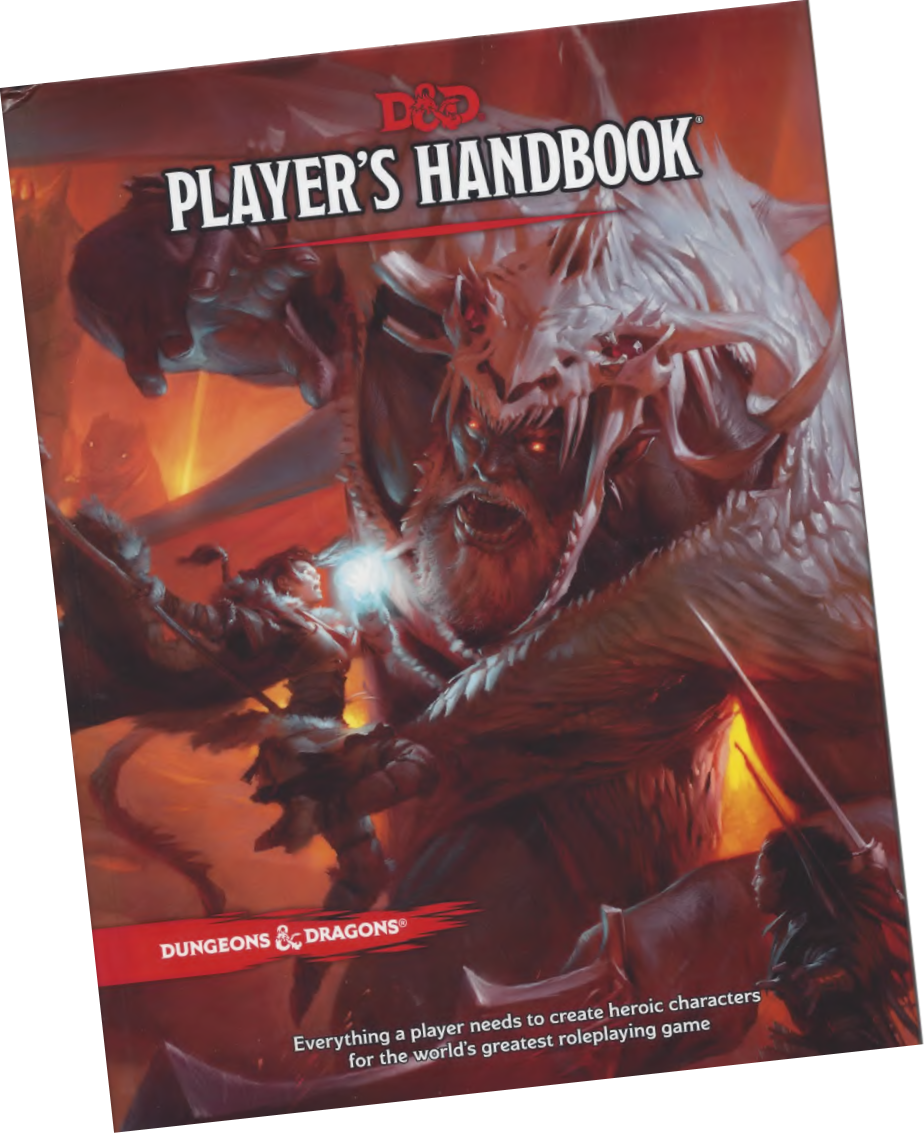 D&D®
PLAYER'S HANDBOOK®
DUNGEONS & DRAGONS®
Everything a player needs to create heroic characters
for the world's greatest roleplaying game